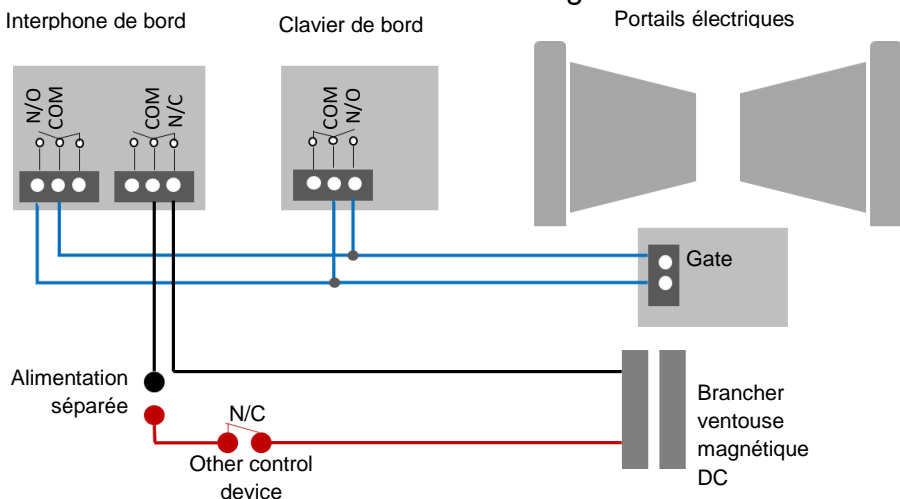 Interphone de bord
Clavier de bord
Portails électriques
N/O
COM
COM
N/C
COM
N/O
Gate
Alimentation
séparée
N/C
Other control
device
Brancher
ventouse
magnétique
DC